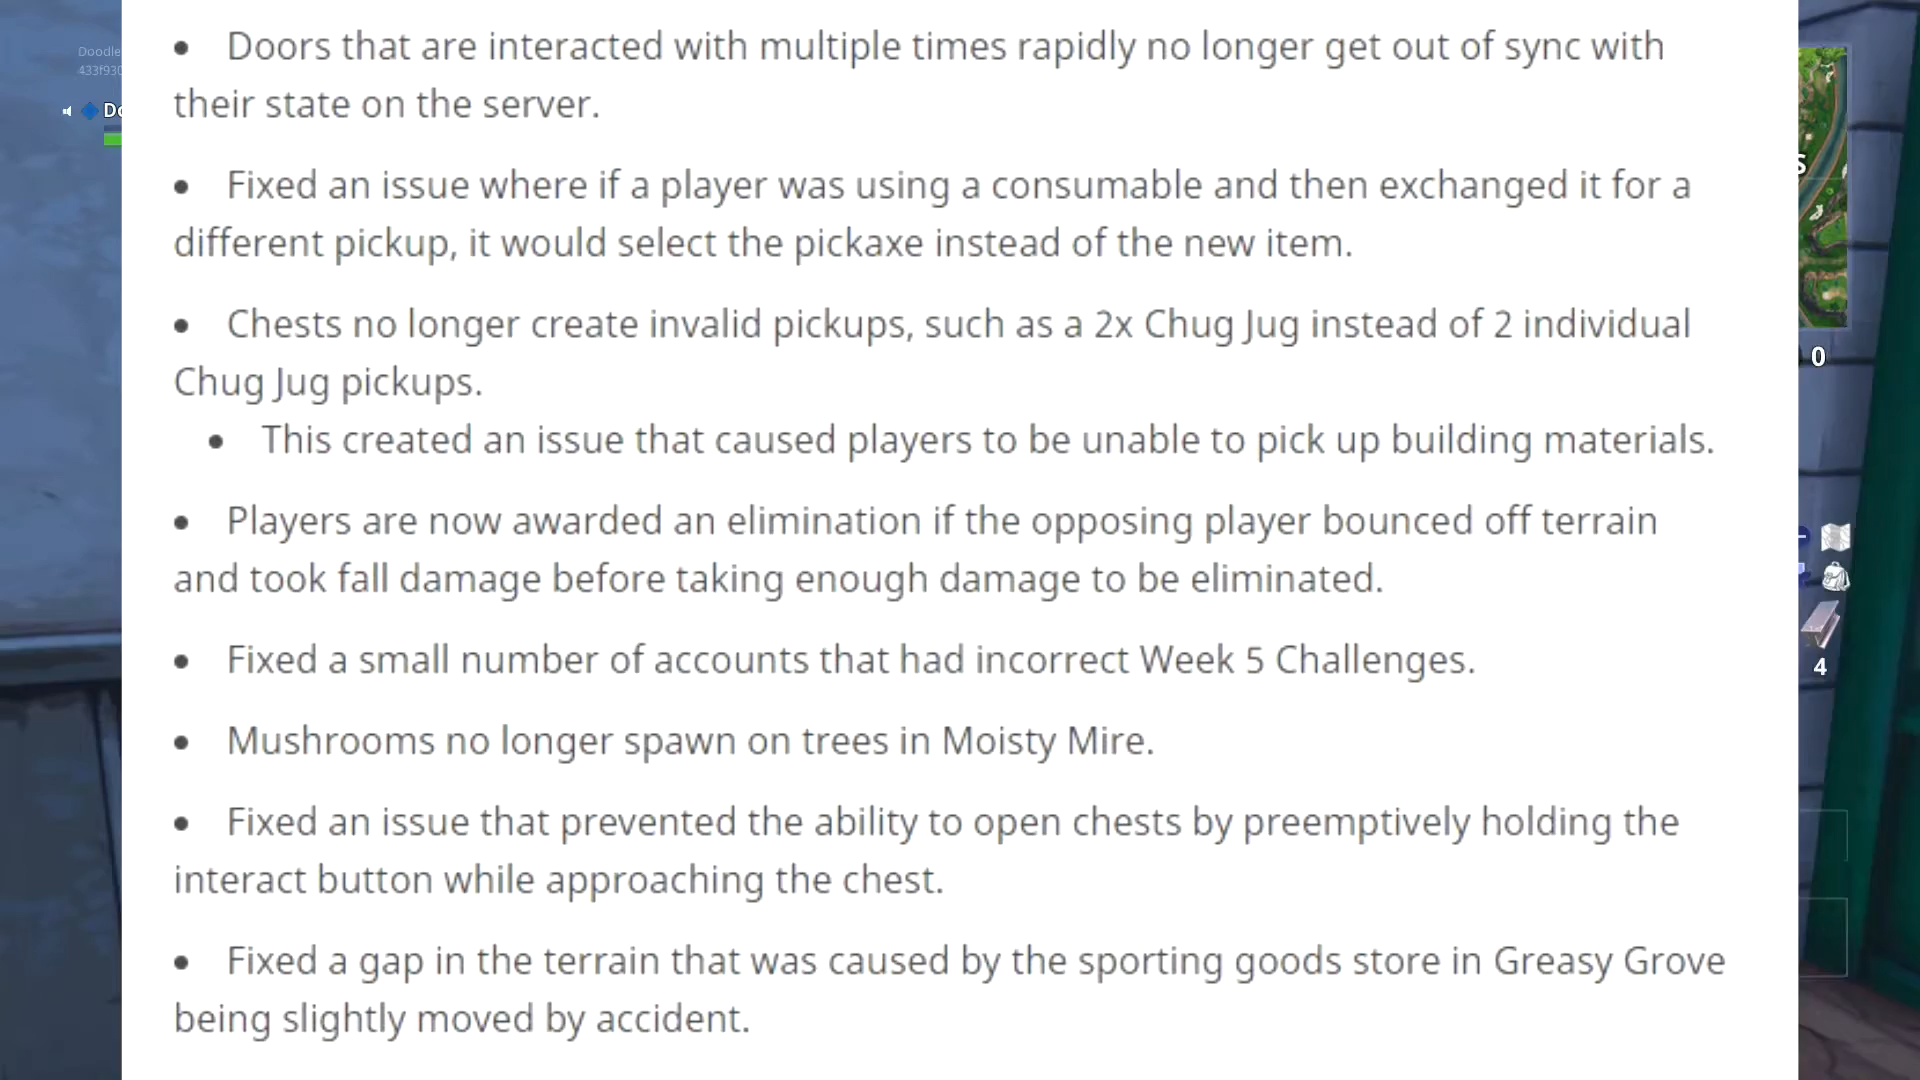 Doodle
433f930
Do
• Doors that are interacted with multiple times rapidly no longer get out of sync with
their state on the server.
• Fixed an issue where if a player was using a consumable and then exchanged it for a
different pickup, it would select the pickaxe instead of the new item.
• Chests no longer create invalid pickups, such as a 2x Chug Jug instead of 2 individual
Chug Jug pickups.
• This created an issue that caused players to be unable to pick up building materials.
• Players are now awarded an elimination if the opposing player bounced off terrain
and took fall damage before taking enough damage to be eliminated.
• Fixed a small number of accounts that had incorrect Week 5 Challenges.
• Mushrooms no longer spawn on trees in Moisty Mire.
• Fixed an issue that prevented the ability to open chests by preemptively holding the
interact button while approaching the chest.
• Fixed a gap in the terrain that was caused by the sporting goods store in Greasy Grove
being slightly moved by accident.
S
0
4